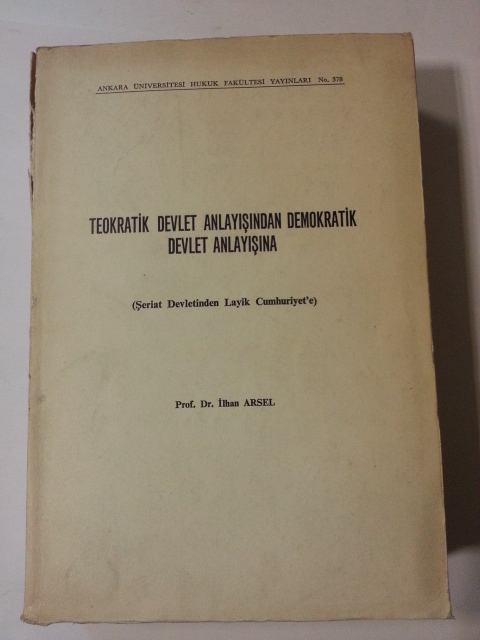 ANKARA ÜNİVERSİTESİ HUKUK FAKÜLTESİ YAYINLARI No. 378
TEOKRATİK DEVLET ANLAYIŞINDAN DEMOKRATİK
DEVLET ANLAYIŞINA
(Şeriat Devletinden Layik Cumhuriyet'e)
Prof. Dr. İlhan ARSEL